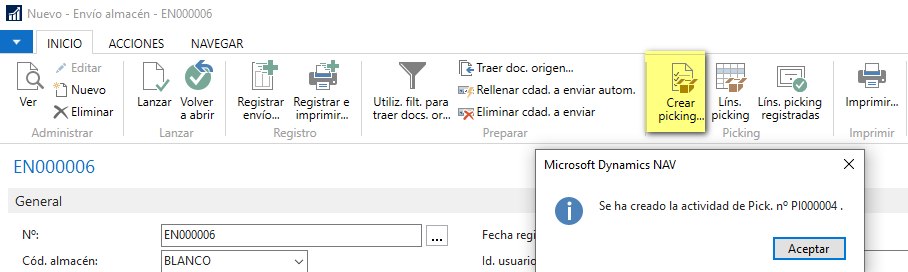 Nuevo - Envío almacén - EN000006
INICIO ACCIONES NAVEGAR
Ver
Editar
Nuevo
Eliminar
Administrar
Lanzar
Volver
a abrir
Lanzar
Registrar
envío...
Registrar e
imprimir...
Registro
Utiliz. filt. para
traer docs. or...
Traer doc. origen...
Rellenar cdad. a enviar autom.
Eliminar cdad. a enviar
Preparar
Crear
picking...
Líns.
picking
Líns. picking
registradas
Picking
Imprimir...
Imprimir
EN000006
General
Nº: EN000006 ...
Cód. almacén: BLANCO
Fecha regi
Id. usuario
Microsoft Dynamics NAV
Se ha creado la actividad de Pick. nº PI000004 .
Aceptar